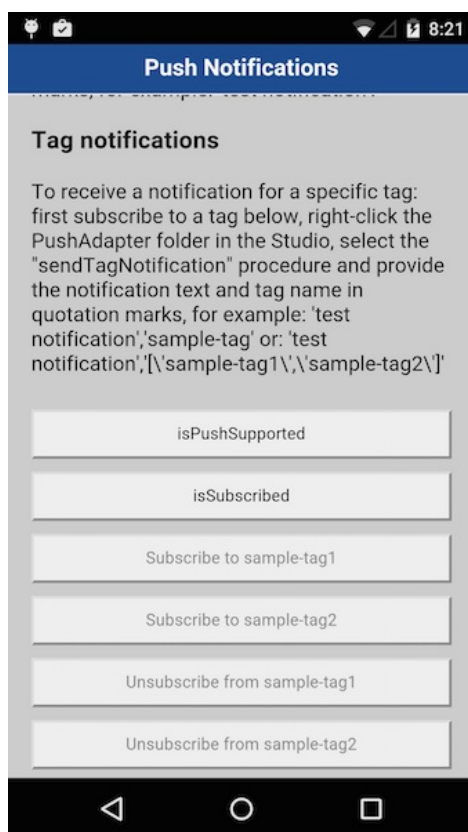 8:21
Push Notifications
Tag notifications
To receive a notification for a specific tag:
first subscribe to a tag below, right-click the
PushAdapter folder in the Studio, select the
"sendTagNotification" procedure and provide
the notification text and tag name in
quotation marks, for example: 'test
notification','sample-tag' or: 'test
notification','[\'sample-tag1\',\'sample-tag2\']'
isPushSupported
isSubscribed
Subscribe to sample-tag1
Subscribe to sample-tag2
Unsubscribe from sample-tag1
Unsubscribe from sample-tag2